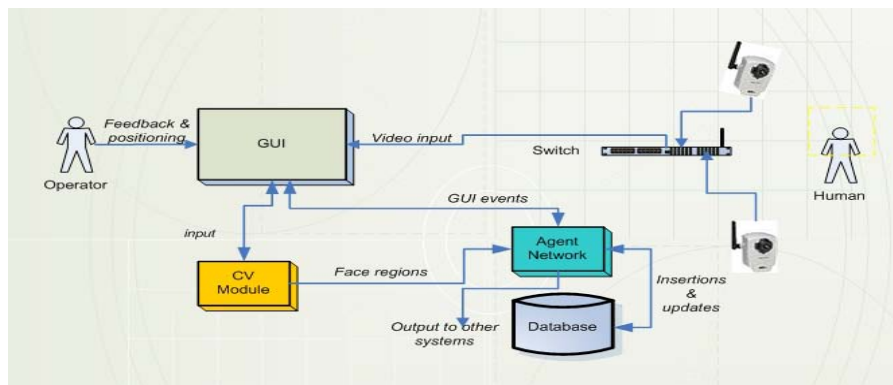 Feedback &
positioning
GUI
Video input
Switch
Operator
Human
GUI events
input
Agent
Network
CV
Module
Face regions
Insertions
&
updates
Output to other
systems
Database